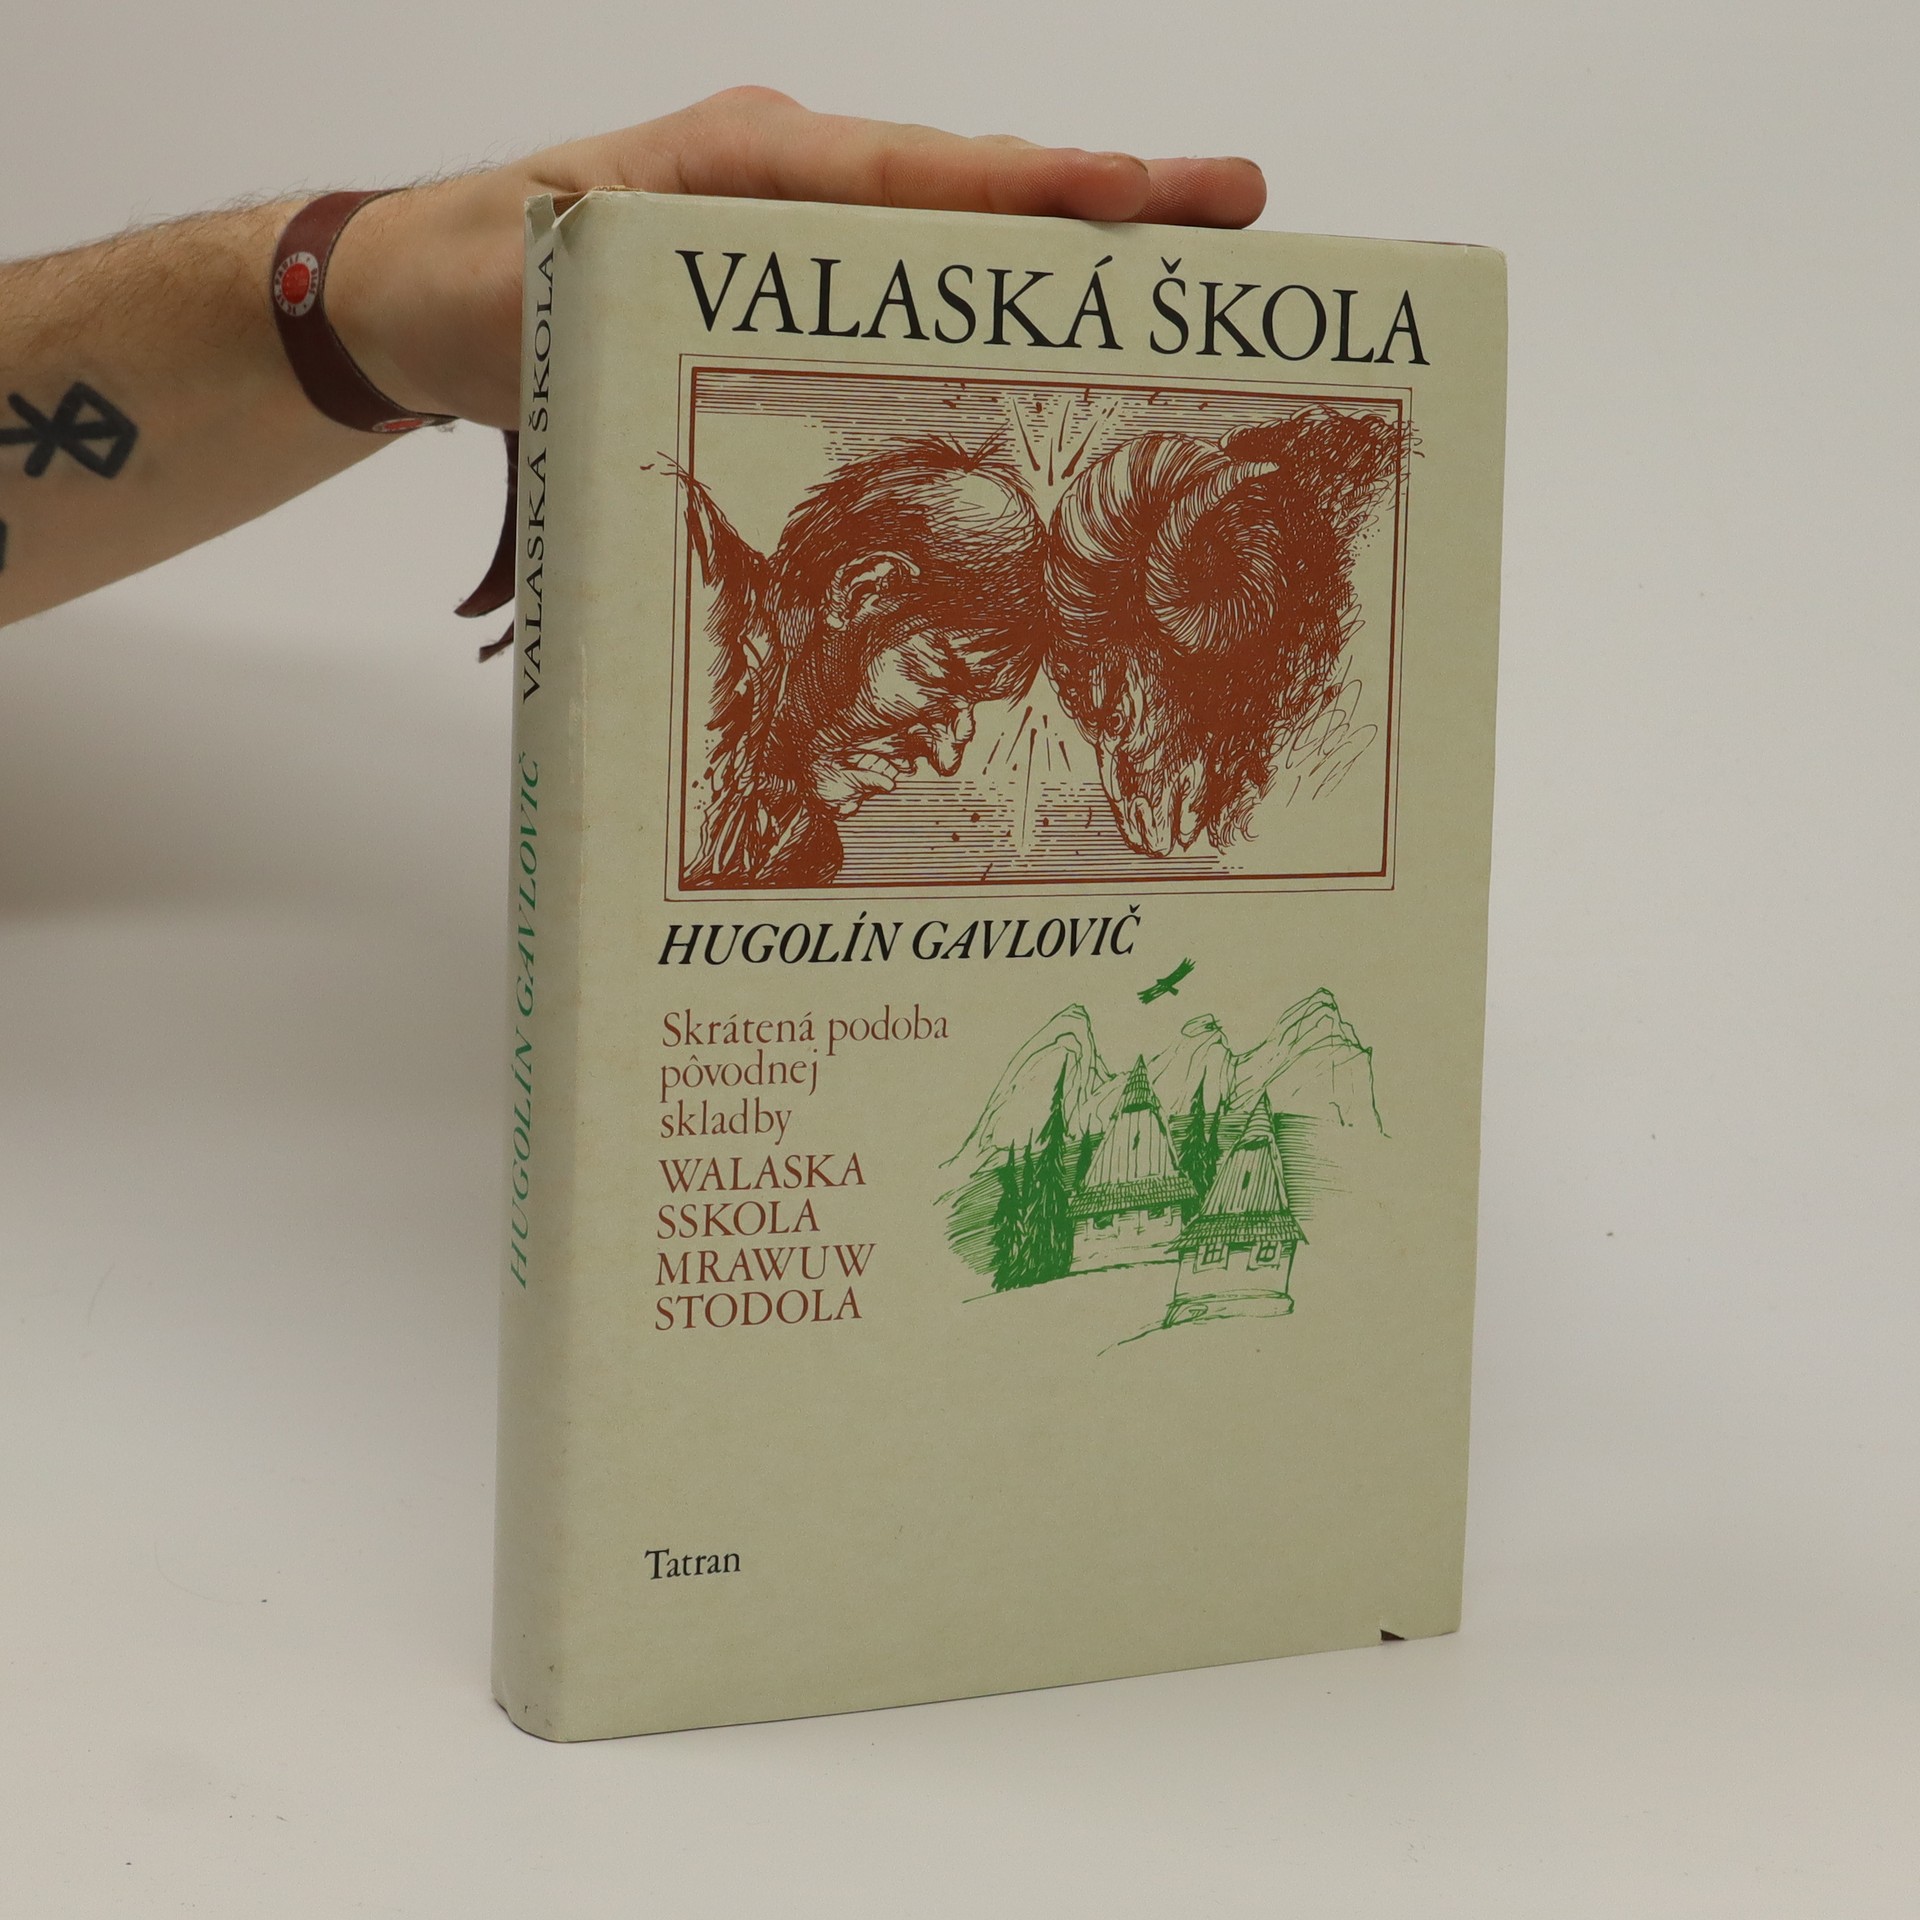 VALASKÁ ŠKOLA
HUGOLÍN GAVLOVIČ
Skrátená podoba
pôvodnej
skladby
WALASKA
SSKOLA
MRAWUW
STODOLA
Tatran
HUGOLÍN GAVLOVIČ VALASKÁ ŠKOLA